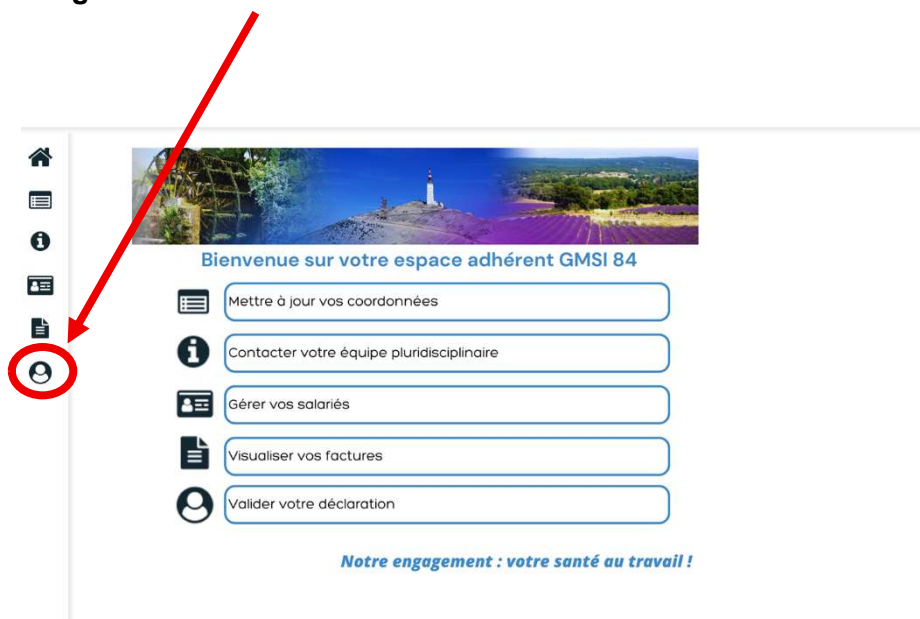 Bienvenue sur votre espace adhérent GMSI 84
Mettre à jour vos coordonnées
Contacter votre équipe pluridisciplinaire
Gérer vos salariés
Visualiser vos factures
Valider votre déclaration
Notre engagement : votre santé au travail !